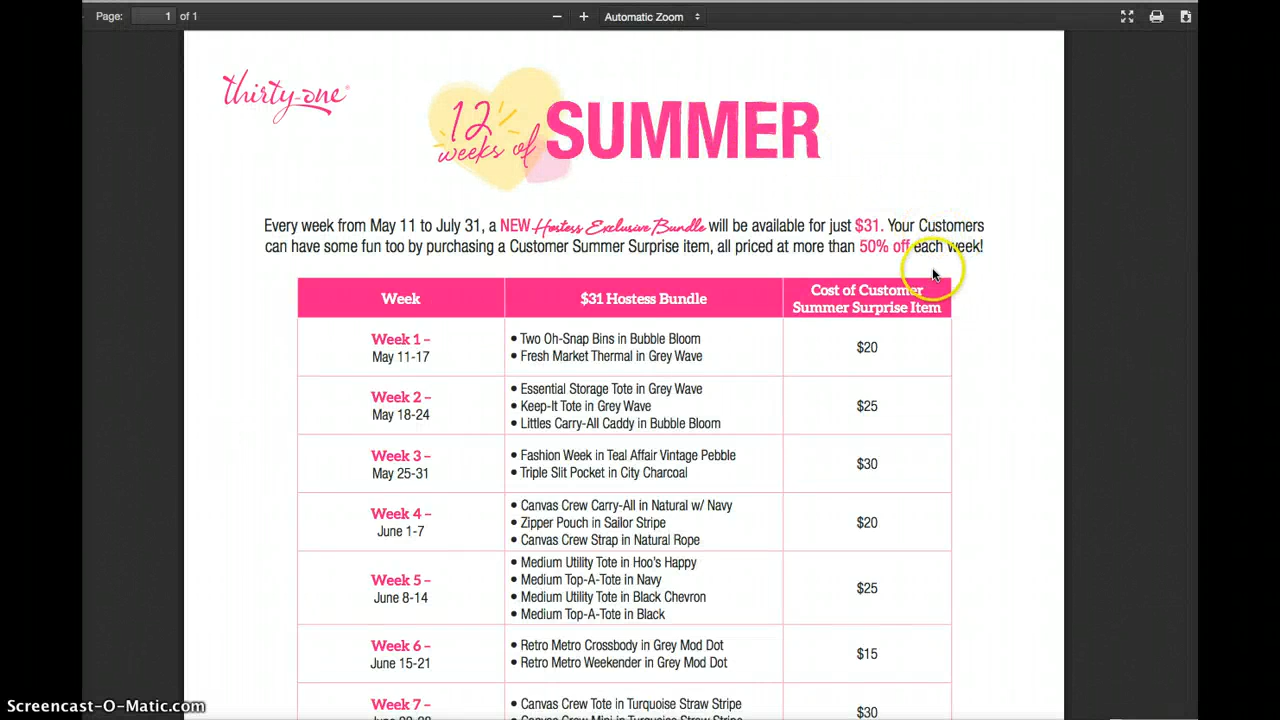 Page: 1 of 1 Automatic Zoom
thirty-one
12 weeks of SUMMER
Every week from May 11 to July 31, a NEW Hostess Exclusive Bundle will be available for just $31. Your Customers
can have some fun too by purchasing a Customer Summer Surprise item, all priced at more than 50% off each week!
Week
$31 Hostess Bundle
Cost of Customer
Summer Surprise Item
Week 1 –
May 11-17
• Two Oh-Snap Bins in Bubble Bloom
• Fresh Market Thermal in Grey Wave
$20
Week 2 –
May 18-24
• Essential Storage Tote in Grey Wave
• Keep-It Tote in Grey Wave
• Littles Carry-All Caddy in Bubble Bloom
$25
Week 3 –
May 25-31
• Fashion Week in Teal Affair Vintage Pebble
• Triple Slit Pocket in City Charcoal
$30
Week 4 –
June 1-7
• Canvas Crew Carry-All in Natural w/ Navy
• Zipper Pouch in Sailor Stripe
• Canvas Crew Strap in Natural Rope
$20
Week 5 –
June 8-14
• Medium Utility Tote in Hoo's Happy
• Medium Top-A-Tote in Navy
• Medium Utility Tote in Black Chevron
• Medium Top-A-Tote in Black
$25
Week 6 –
June 15-21
• Retro Metro Crossbody in Grey Mod Dot
• Retro Metro Weekender in Grey Mod Dot
$15
Week 7 –
• Canvas Crew Tote in Turquoise Straw Stripe
$30
Screencast-O-Matic.com